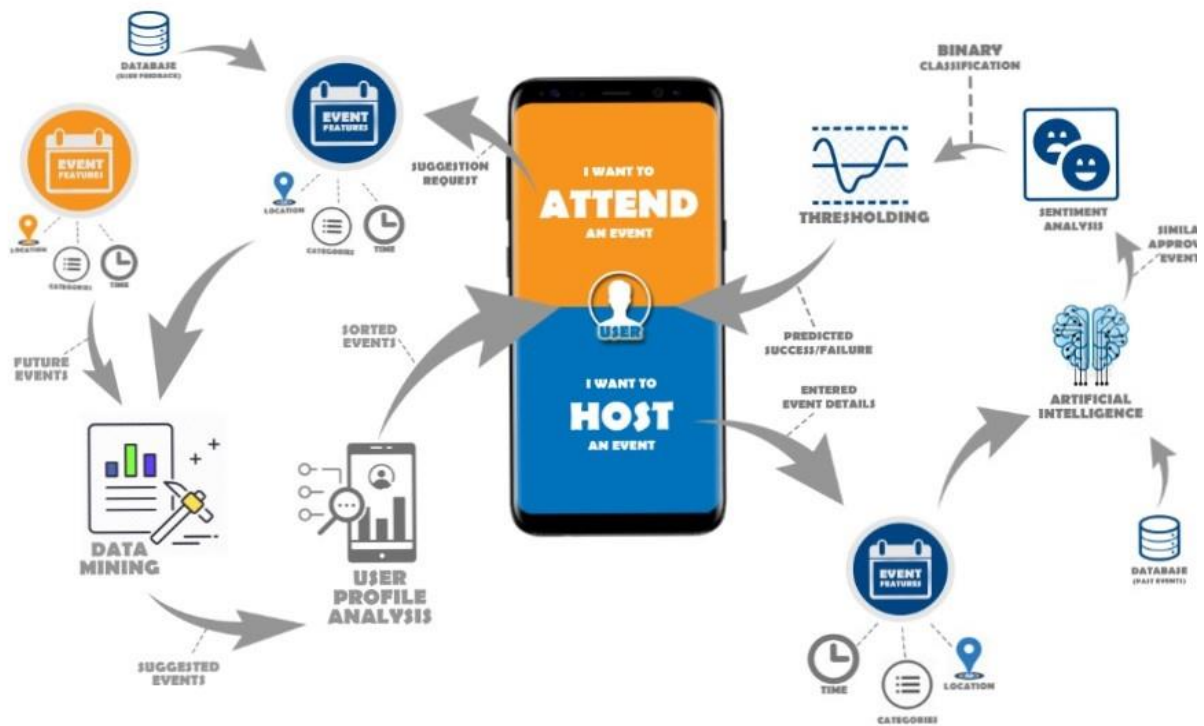 DATABASE
(USER FEEDBACK)
EVENT
FEATURES
LOCATION
CATEGORIES
TIME
SUGGESTION
REQUEST
EVENT
FEATURES
LOCATION
CATEGORIES
TIME
FUTURE
EVENTS
DATA
MINING
SUGGESTED
EVENTS
USER
PROFILE
ANALYSIS
SORTED
EVENTS
I WANT TO
ATTEND
AN EVENT
USER
I WANT TO
HOST
AN EVENT
BINARY
CLASSIFICATION
THRESHOLDING
SENTIMENT
ANALYSIS
PREDICTED
SUCCESS/FAILURE
SIMILA
APPROV
EVENT
ENTERED
EVENT DETAILS
ARTIFICIAL
INTELLIGENCE
DATABASE
(PAST EVENTS)
EVENT
FEATURES
TIME
CATEGORIES
LOCATION